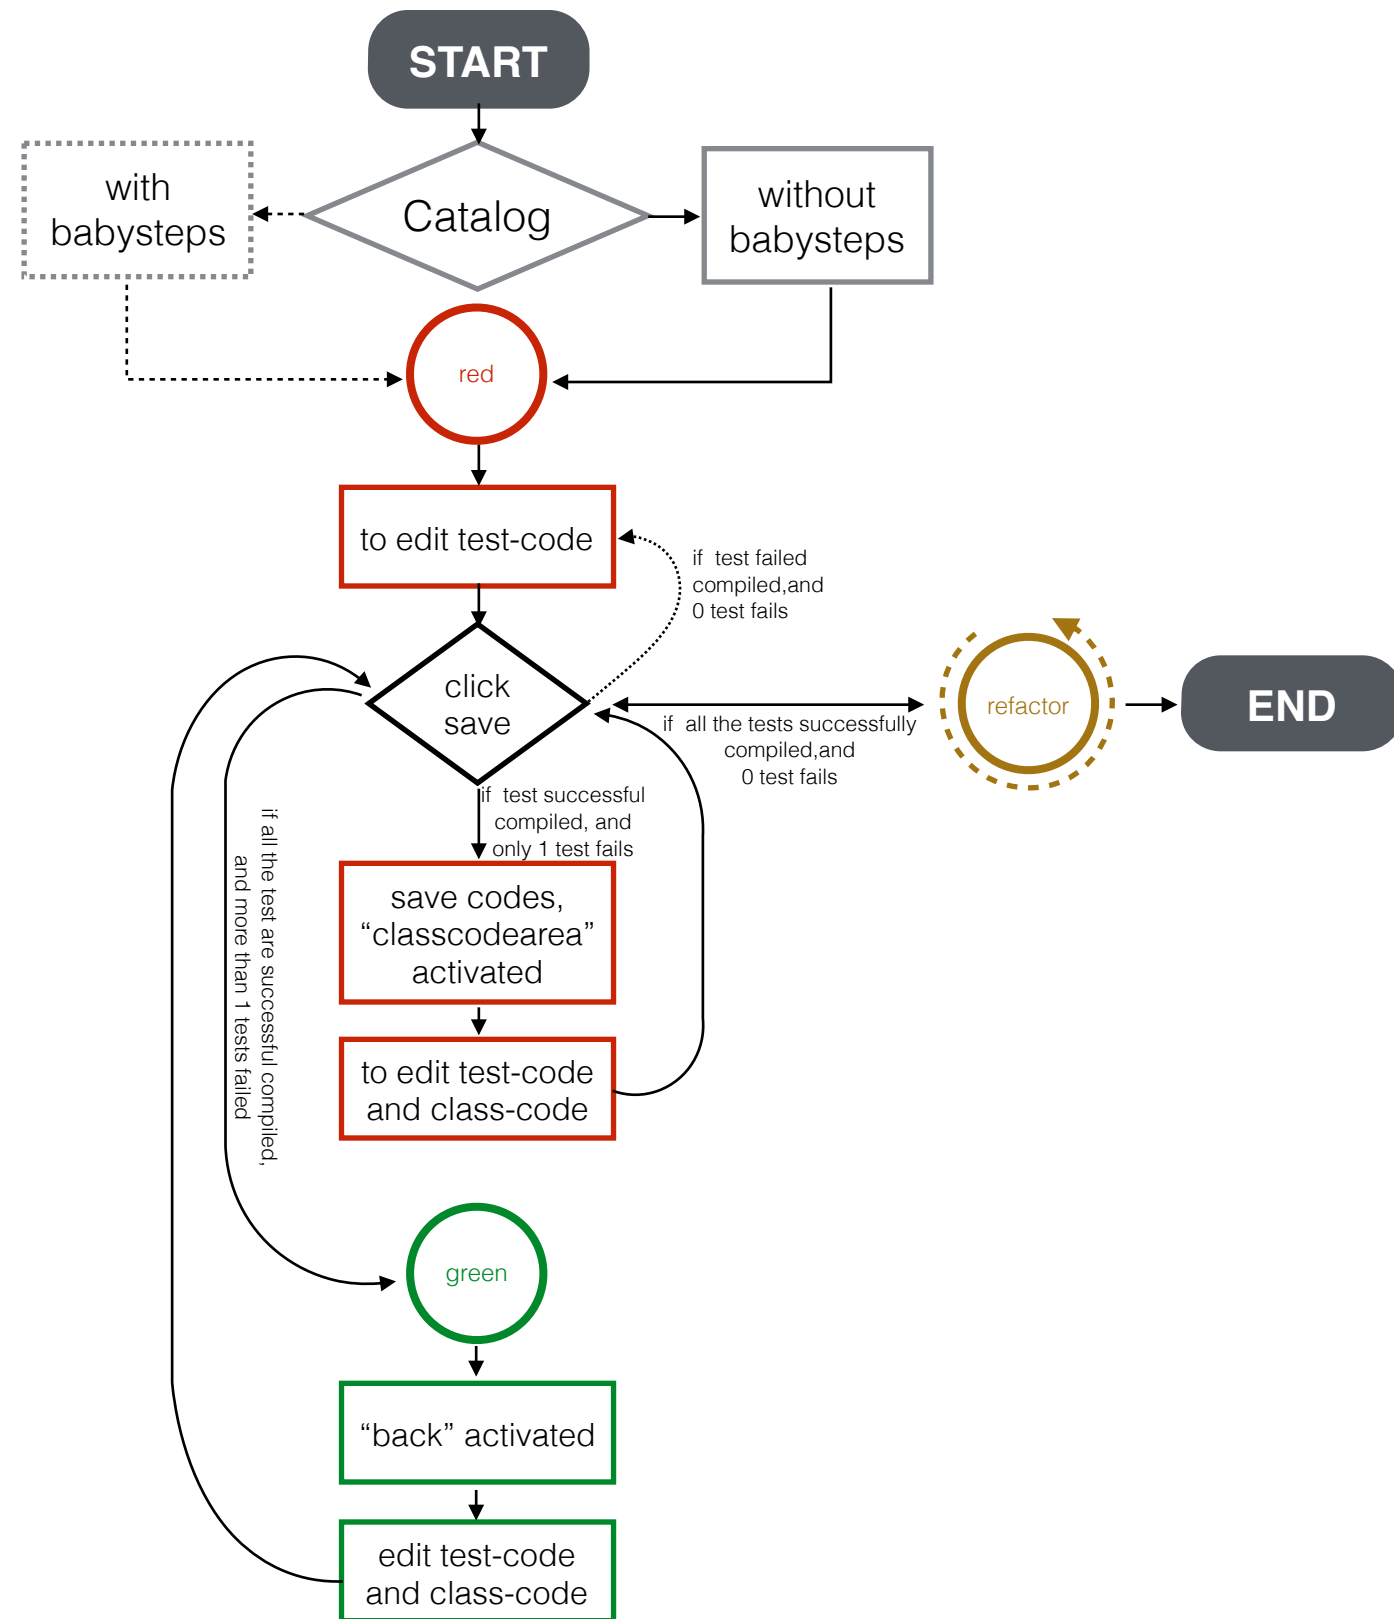 START
with
babysteps
Catalog
without
babysteps
red
to edit test-code
if  test failed
compiled,and
0 test fails
click
save
if  all the tests successfully
compiled,and
0 test fails
refactor
END
if  test successful
compiled, and
only 1 test fails
if all the test are successful compiled,
and more than 1 tests failed
save codes,
“classcodearea”
activated
to edit test-code
and class-code
green
“back” activated
edit test-code
and class-code